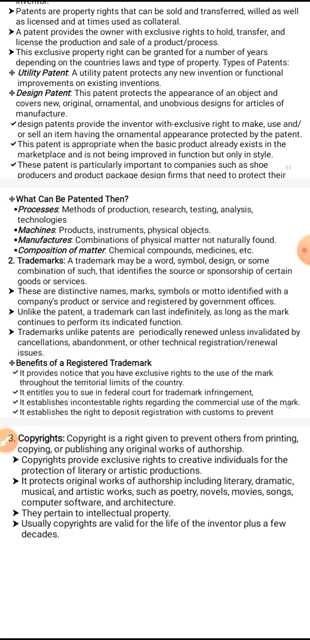 inventor.
➤ Patents are property rights that can be sold and transferred, willed as well
as licensed and at times used as collateral.
➤ A patent provides the owner with exclusive rights to hold, transfer, and
license the production and sale of a product/process.
➤ This exclusive property right can be granted for a number of years
depending on the countries laws and type of property. Types of Patents:
❖ Utility Patent: A utility patent protects any new invention or functional
improvements on existing inventions.
❖ Design Patent: This patent protects the appearance of an object and
covers new, original, ornamental, and unobvious designs for articles of
manufacture.
✓ design patents provide the inventor with-exclusive right to make, use and/
or sell an item having the ornamental appearance protected by the patent.
✓ This patent is appropriate when the basic product already exists in the
marketplace and is not being improved in function but only in style.
✓ These patents is particularly important to companies such as shoe
11
producers and product package design firms that need to protect their
❖ What Can Be Patented Then?
▪ Processes: Methods of production, research, testing, analysis,
technologies
▪ Machines: Products, instruments, physical objects.
▪ Manufactures: Combinations of physical matter not naturally found.
▪ Composition of matter: Chemical compounds, medicines, etc.
2. Trademarks: A trademark may be a word, symbol, design, or some
combination of such, that identifies the source or sponsorship of certain
goods or services.
➤ These are distinctive names, marks, symbols or motto identified with a
company's product or service and registered by government offices.
➤ Unlike the patent, a trademark can last indefinitely, as long as the mark
continues to perform its indicated function.
➤ Trademarks unlike patents are periodically renewed unless invalidated by
cancellations, abandonment, or other technical registration/renewal
issues.
❖ Benefits of a Registered Trademark
✓ It provides notice that you have exclusive rights to the use of the mark
throughout the territorial limits of the country.
✓ It entitles you to sue in federal court for trademark infringement,
✓ It establishes incontestable rights regarding the commercial use of the mark.
✓ It establishes the right to deposit registration with customs to prevent
3. Copyrights: Copyright is a right given to prevent others from printing,
copying, or publishing any original works of authorship.
➤ Copyrights provide exclusive rights to creative individuals for the
protection of literary or artistic productions.
➤ It protects original works of authorship including literary, dramatic,
musical, and artistic works, such as poetry, novels, movies, songs,
computer software, and architecture.
➤ They pertain to intellectual property.
➤ Usually copyrights are valid for the life of the inventor plus a few
decades.